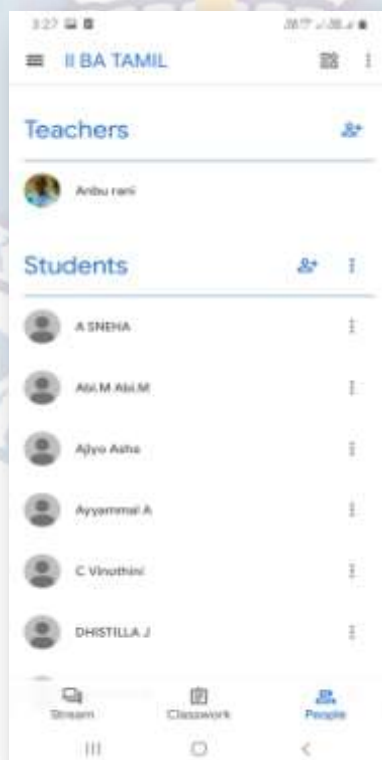 3:27
II BA TAMIL
Teachers
Anbu rani
Students
A SNEHA
Abi.M Abi.M
Ajiyo Asha
Ayyammal A
C Vinothini
DHISTILLA J
Stream Classwork People